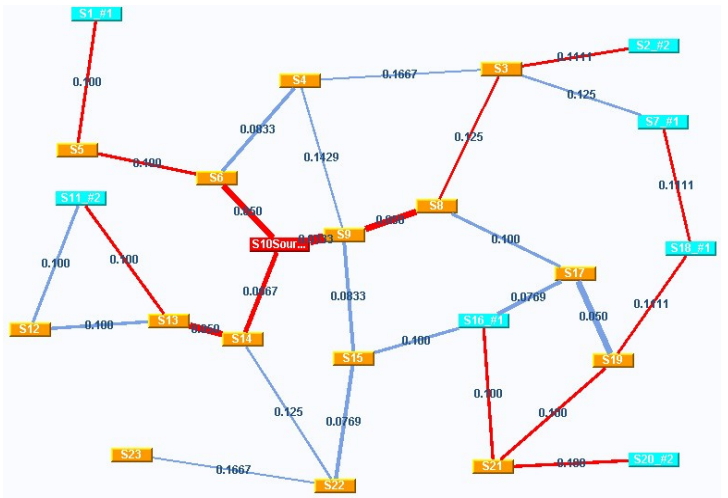 S1_#1
S2_#2
0.1111
S3
0.1667
S4
0.100
0.125
S7_#1
0.0833
0.125
S5
0.100
0.1429
0.1111
S6
S11_#2
S8
0.050
S9
S10Sour...
S18_#1
0.100
0.100
0.100
S17
0.0667
0.0833
0.0769
0.1111
0.050
S16_#1
S13
S12
0.100
S14
0.100
S15
S19
0.100
0.100
0.125
0.0769
S23
0.1667
S21
S20_#2
S22